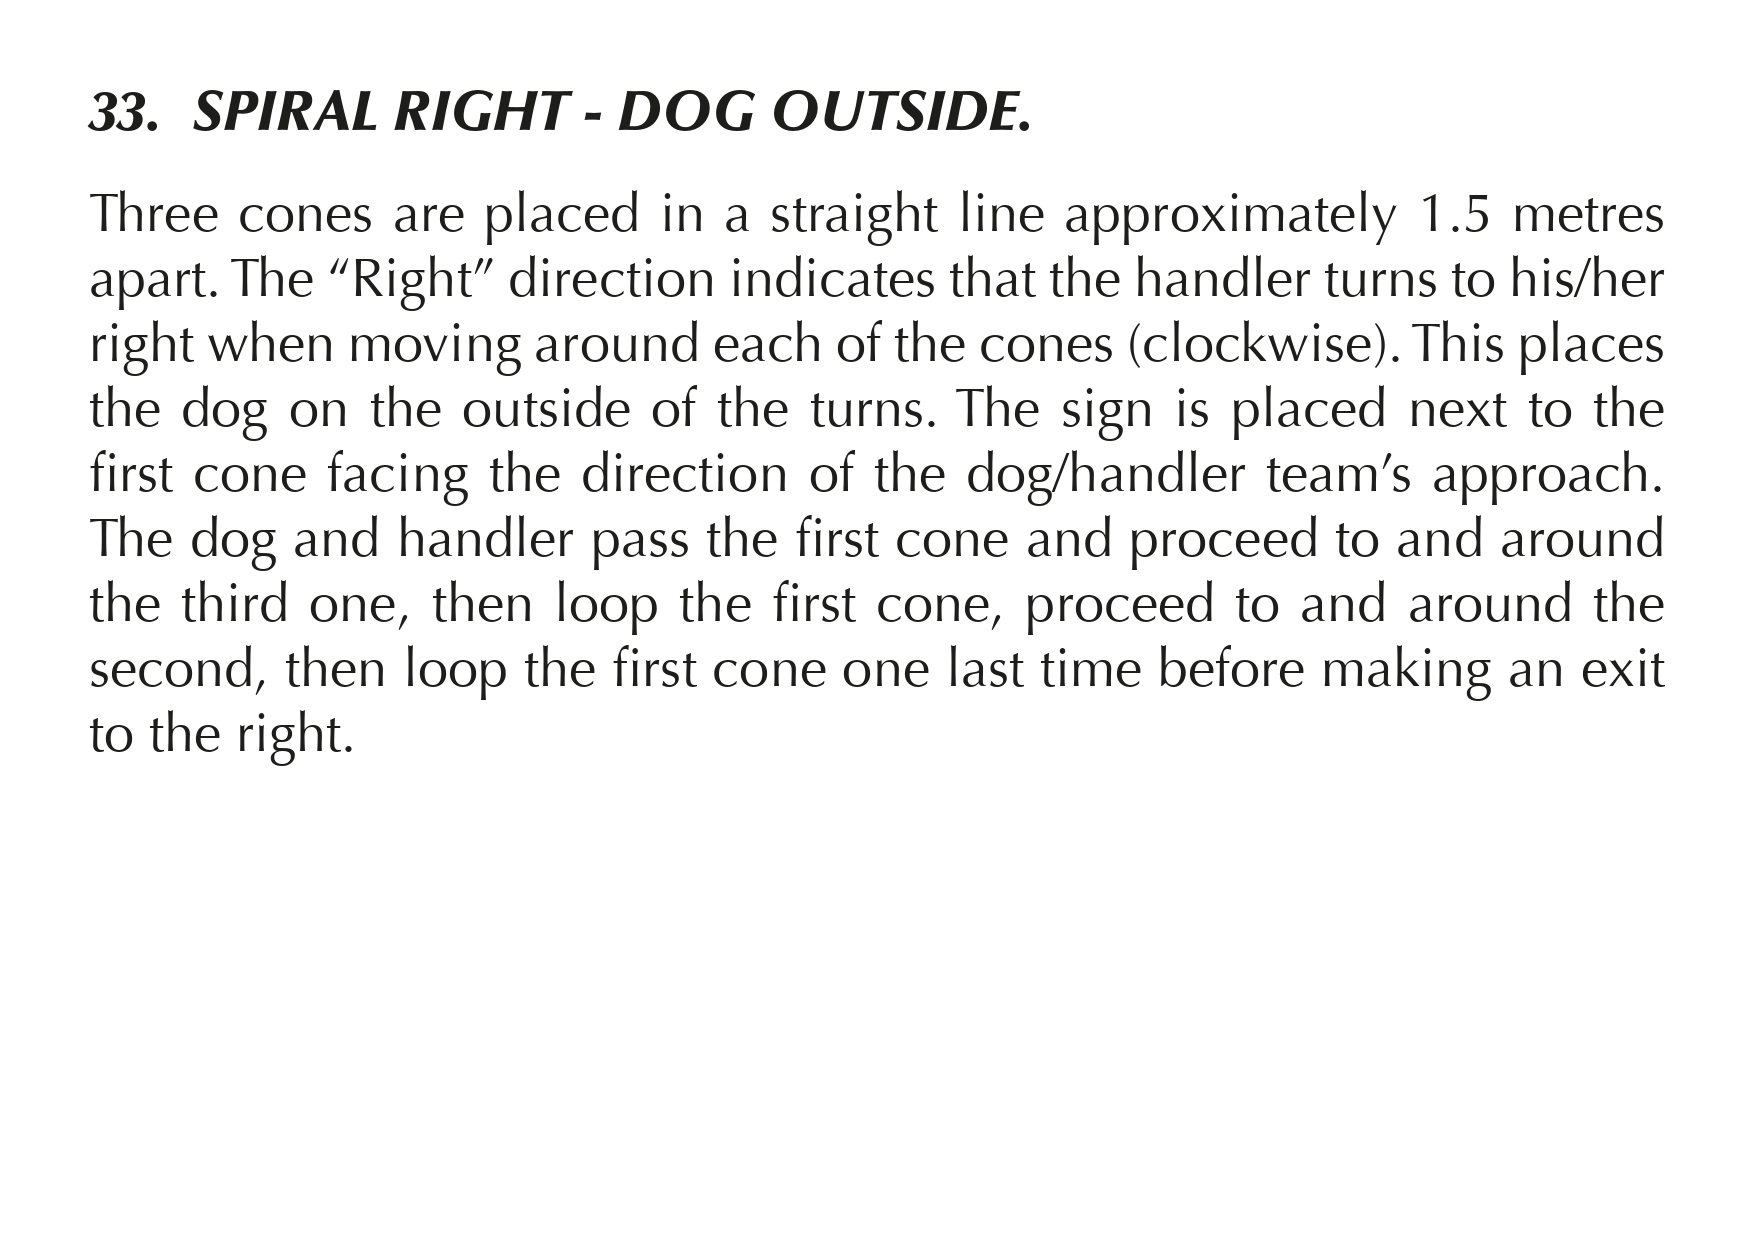 33. SPIRAL RIGHT - DOG OUTSIDE.
Three cones are placed in a straight line approximately 1.5 metres
apart. The “Right” direction indicates that the handler turns to his/her
right when moving around each of the cones (clockwise). This places
the dog on the outside of the turns. The sign is placed next to the
first cone facing the direction of the dog/handler team’s approach.
The dog and handler pass the first cone and proceed to and around
the third one, then loop the first cone, proceed to and around the
second, then loop the first cone one last time before making an exit
to the right.